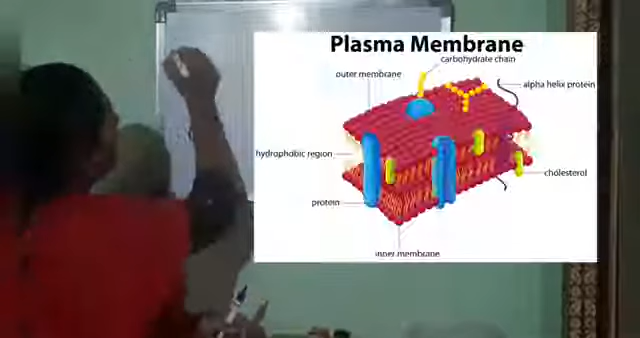 Plasma Membrane
carbohydrate chain
outer membrane
alpha helix protein
hydrophobic region
cholesterol
protein
inner membrane